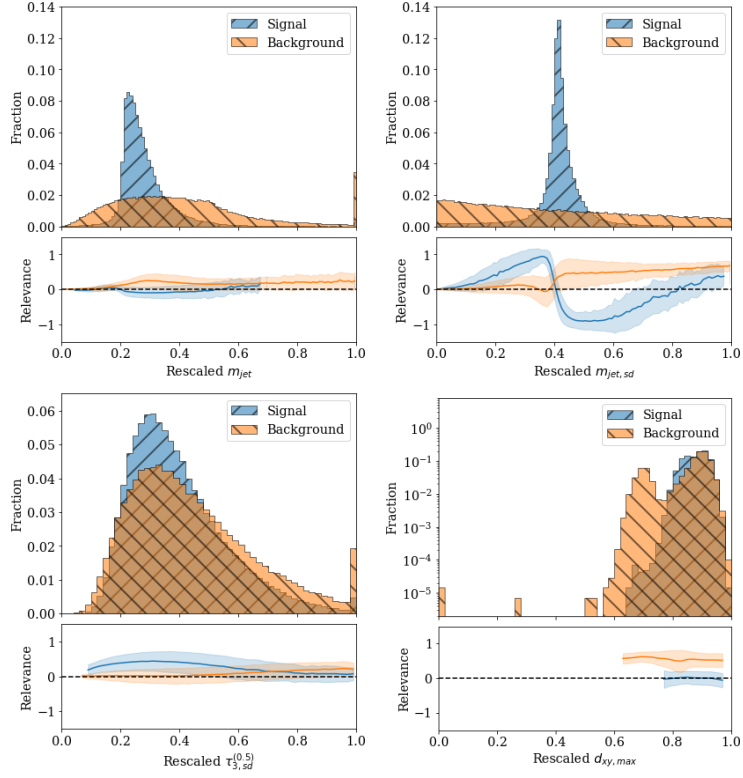 0.14
0.12
0.10
0.08
0.06
0.04
0.02
0.00
Fraction
Signal
Background
1
0
−1
Relevance
0.0 0.2 0.4 0.6 0.8 1.0
Rescaled m_jet
0.14
0.12
0.10
0.08
0.06
0.04
0.02
0.00
Fraction
Signal
Background
1
0
−1
Relevance
0.0 0.2 0.4 0.6 0.8 1.0
Rescaled m_jet,sd
0.06
0.05
0.04
0.03
0.02
0.01
0.00
Fraction
Signal
Background
1
0
−1
Relevance
0.0 0.2 0.4 0.6 0.8 1.0
Rescaled τ_3,sd^(0.5)
10⁰
10⁻¹
10⁻²
10⁻³
10⁻⁴
10⁻⁵
Fraction
Signal
Background
1
0
−1
Relevance
0.0 0.2 0.4 0.6 0.8 1.0
Rescaled d_xy,max